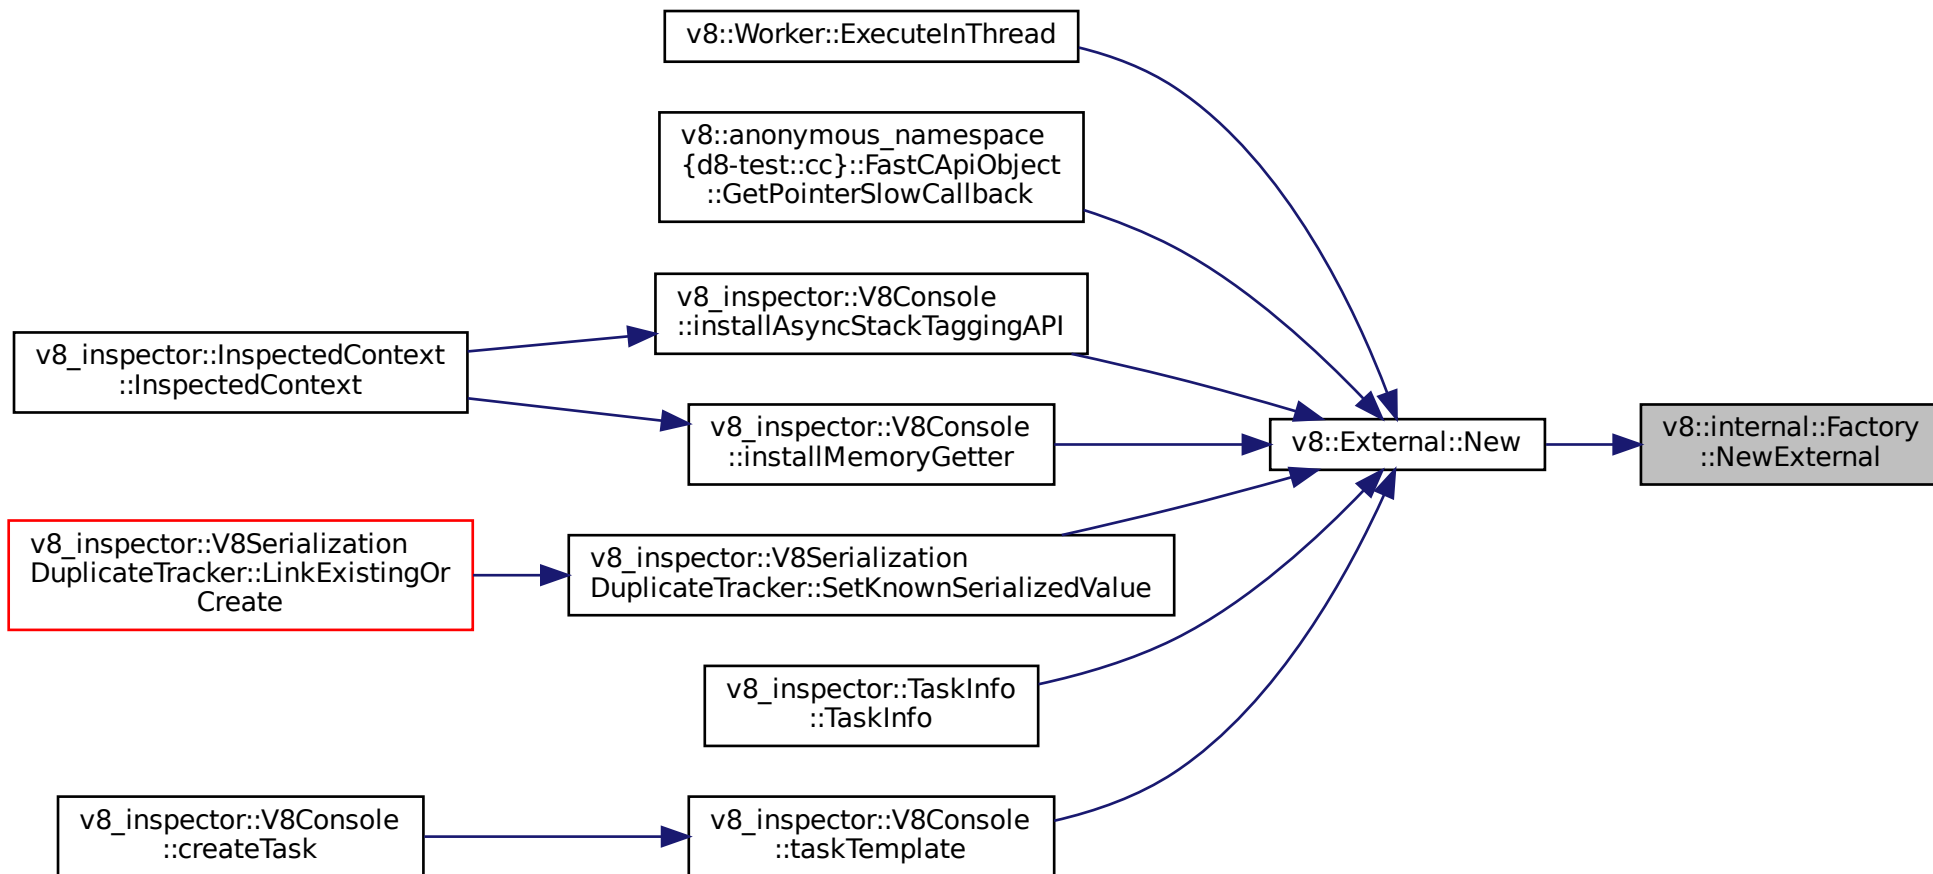 v8::Worker::ExecuteInThread
v8::anonymous_namespace
{d8-test::cc}::FastCApiObject
::GetPointerSlowCallback
v8_inspector::V8Console
::installAsyncStackTaggingAPI
v8_inspector::InspectedContext
::InspectedContext
v8_inspector::V8Console
::installMemoryGetter
v8::External::New
v8::internal::Factory
::NewExternal
v8_inspector::V8Serialization
DuplicateTracker::LinkExistingOr
Create
v8_inspector::V8Serialization
DuplicateTracker::SetKnownSerializedValue
v8_inspector::TaskInfo
::TaskInfo
v8_inspector::V8Console
::createTask
v8_inspector::V8Console
::taskTemplate